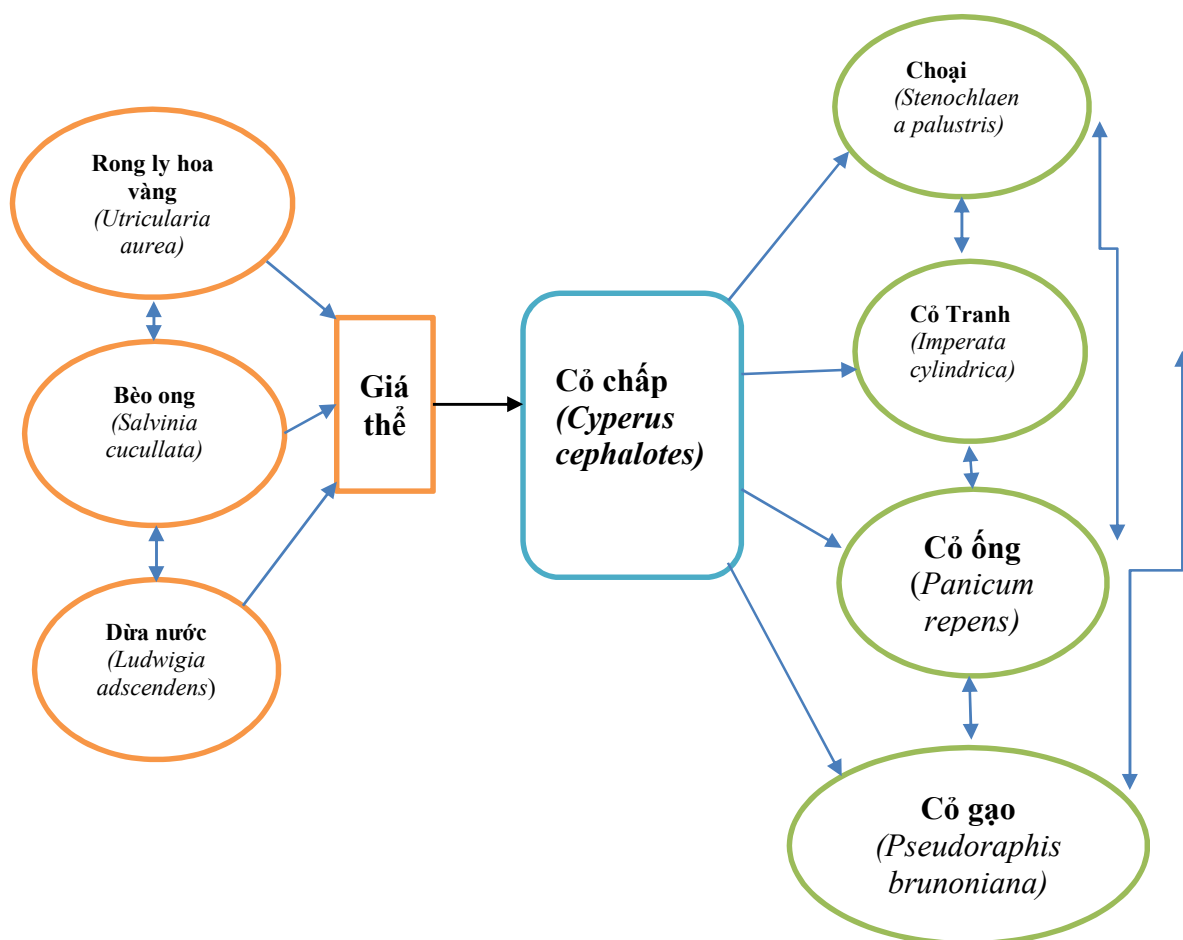 Rong ly hoa
vàng
(Utricularia
aurea)
Bèo ong
(Salvinia
cucullata)
Dừa nước
(Ludwigia
adscendens)
Giá
thể
Cỏ chấp
(Cyperus
cephalotes)
Choại
(Stenochlaen
a palustris)
Cỏ Tranh
(Imperata
cylindrica)
Cỏ ống
(Panicum
repens)
Cỏ gạo
(Pseudoraphis
brunoniana)